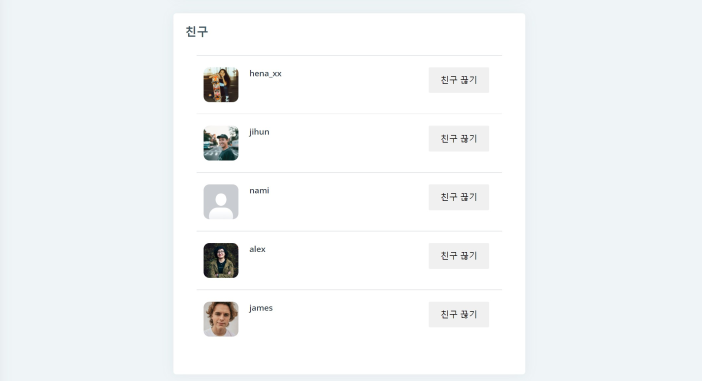 친구
hena_xx
친구 끊기
jihun
친구 끊기
nami
친구 끊기
alex
친구 끊기
james
친구 끊기